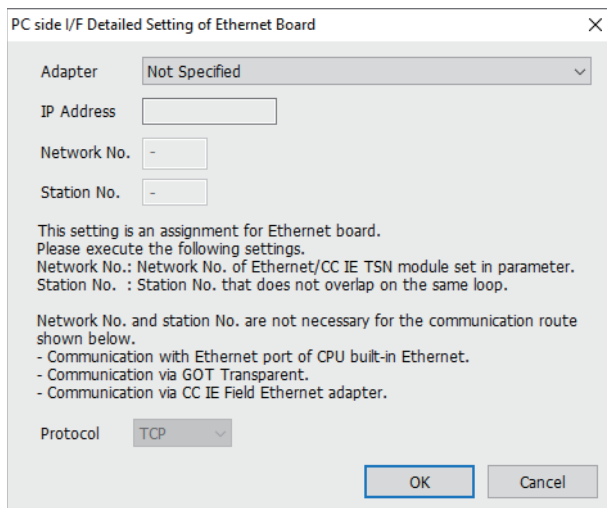 PC side I/F Detailed Setting of Ethernet Board
Adapter Not Specified
IP Address
Network No. -
Station No. -
This setting is an assignment for Ethernet board.
Please execute the following settings.
Network No.: Network No. of Ethernet/CC IE TSN module set in parameter.
Station No. : Station No. that does not overlap on the same loop.
Network No. and station No. are not necessary for the communication route
shown below.
- Communication with Ethernet port of CPU built-in Ethernet.
- Communication via GOT Transparent.
- Communication via CC IE Field Ethernet adapter.
Protocol TCP
OK Cancel